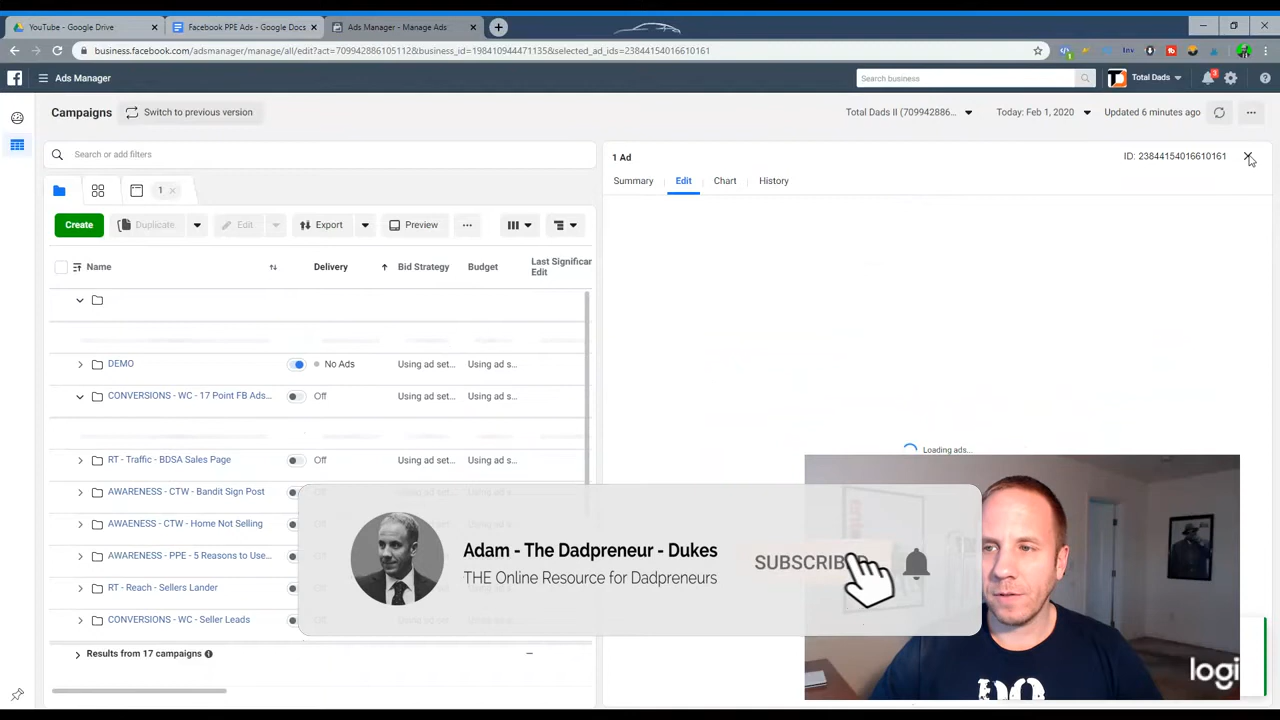 YouTube - Google Drive
Facebook PPE Ads - Google Docs
Ads Manager - Manage Ads
business.facebook.com/adsmanager/manage/all/edit?act=709942886105112&business_id=198410944471135&selected_ad_ids=23844154016610161
Ads Manager
Search business
Total Dads
Campaigns
Switch to previous version
Total Dads II (709942886...
Today: Feb 1, 2020
Updated 6 minutes ago
Search or add filters
1 Ad
ID: 23844154016610161
Summary
Edit
Chart
History
1
Create
Duplicate
Edit
Export
Preview
Name
Delivery
Bid Strategy
Budget
Last Significan
Edit
DEMO
No Ads
Using ad set...
Using ad s...
CONVERSIONS - WC - 17 Point FB Ads...
Off
Using ad set...
Using ad s...
Loading ads...
RT - Traffic - BDSA Sales Page
Off
Using ad set...
Using ad s...
AWARENESS - CTW - Bandit Sign Post
AWAENESS - CTW - Home Not Selling
AWARENESS - PPE - 5 Reasons to Use...
RT - Reach - Sellers Lander
CONVERSIONS - WC - Seller Leads
Results from 17 campaigns
Adam - The Dadpreneur - Dukes
THE Online Resource for Dadpreneurs
logi